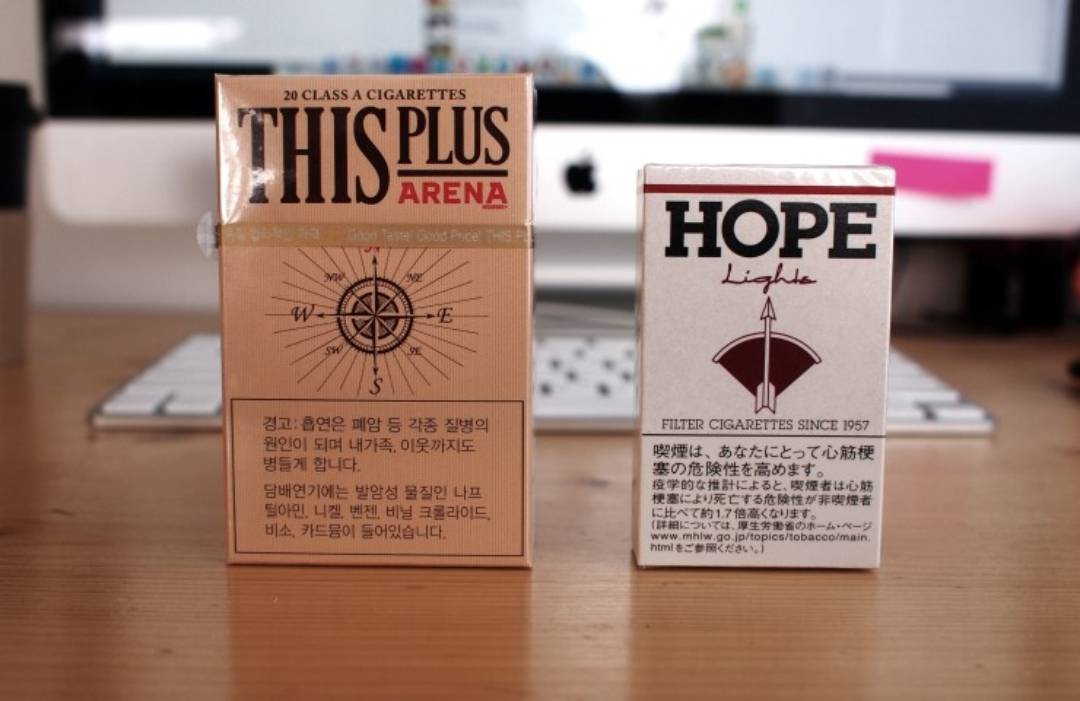 20 CLASS A CIGARETTES
THIS PLUS
ARENA
Good Taste! Good Price! THIS P
N
NW NE
W E
SW SE
S
경고: 흡연은 폐암 등 각종 질병의
원인이 되며 내가족, 이웃까지도
병들게 합니다.
담배연기에는 발암성 물질인 나프
틸아민, 니켈, 벤젠, 비닐 크롤라이드,
비소, 카드뮴이 들어있습니다.
HOPE
Lights
FILTER CIGARETTES SINCE 1957
喫煙は、あなたにとって心筋梗
塞の危険性を高めます。
疫学的な推計によると、喫煙者は心筋
梗塞により死亡する危険性が非喫煙者
に比べて約1.7倍高くなります。
(詳細については、厚生労働省のホーム・ページ
www.mhlw.go.jp/topics/tobacco/main.
htmlをご参照ください。)